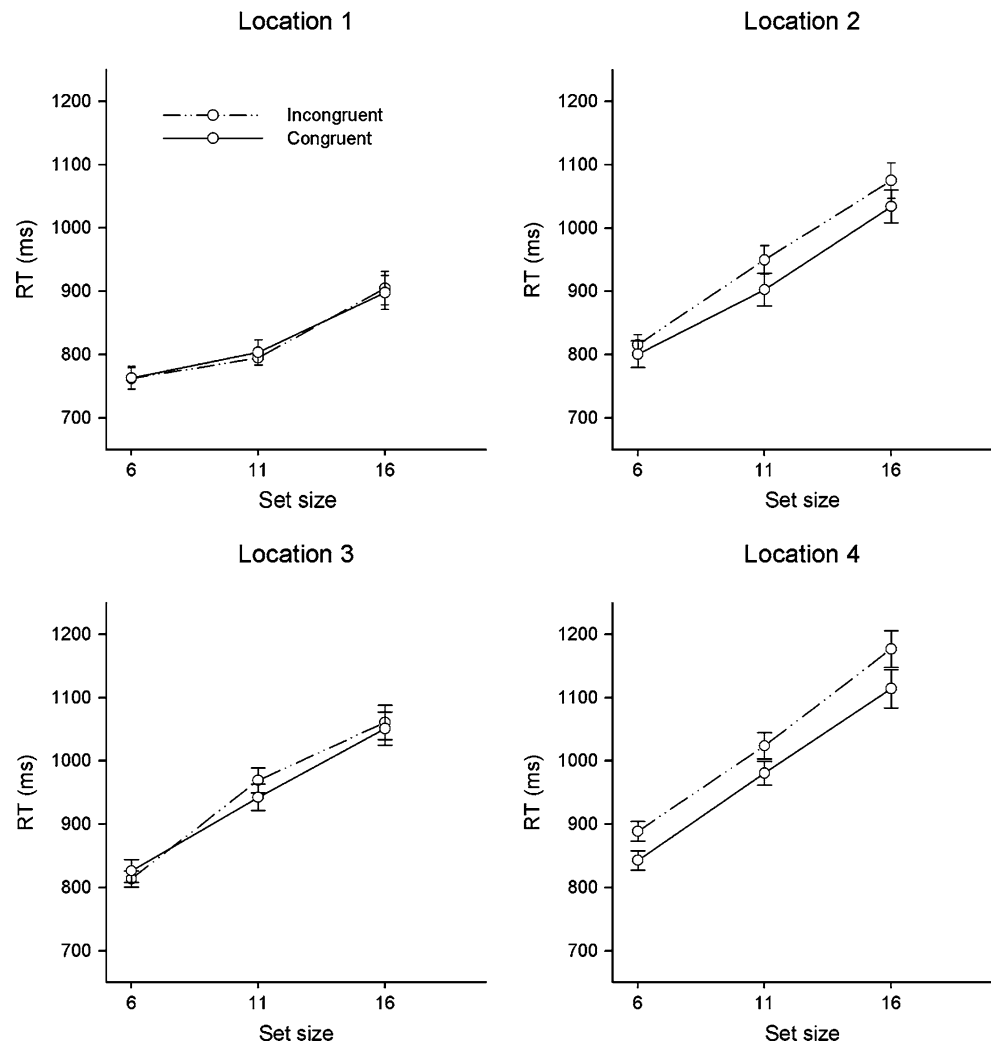 Location 1
1200
1100
1000
900
800
700
RT (ms)
Incongruent
Congruent
6 11 16
Set size
Location 2
1200
1100
1000
900
800
700
RT (ms)
6 11 16
Set size
Location 3
1200
1100
1000
900
800
700
RT (ms)
6 11 16
Set size
Location 4
1200
1100
1000
900
800
700
RT (ms)
6 11 16
Set size